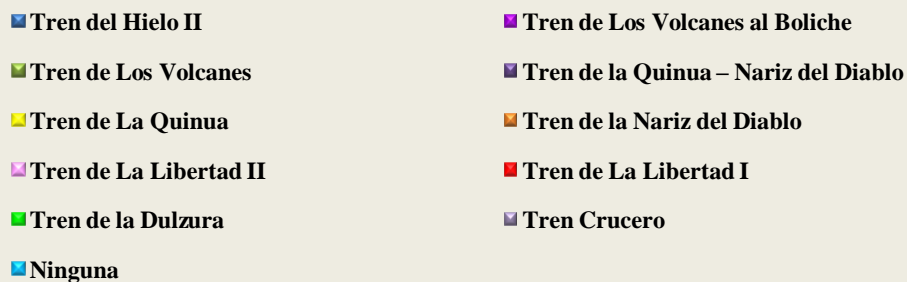 Tren del Hielo II
Tren de Los Volcanes al Boliche
Tren de Los Volcanes
Tren de la Quinua – Nariz del Diablo
Tren de La Quinua
Tren de la Nariz del Diablo
Tren de La Libertad II
Tren de La Libertad I
Tren de la Dulzura
Tren Crucero
Ninguna